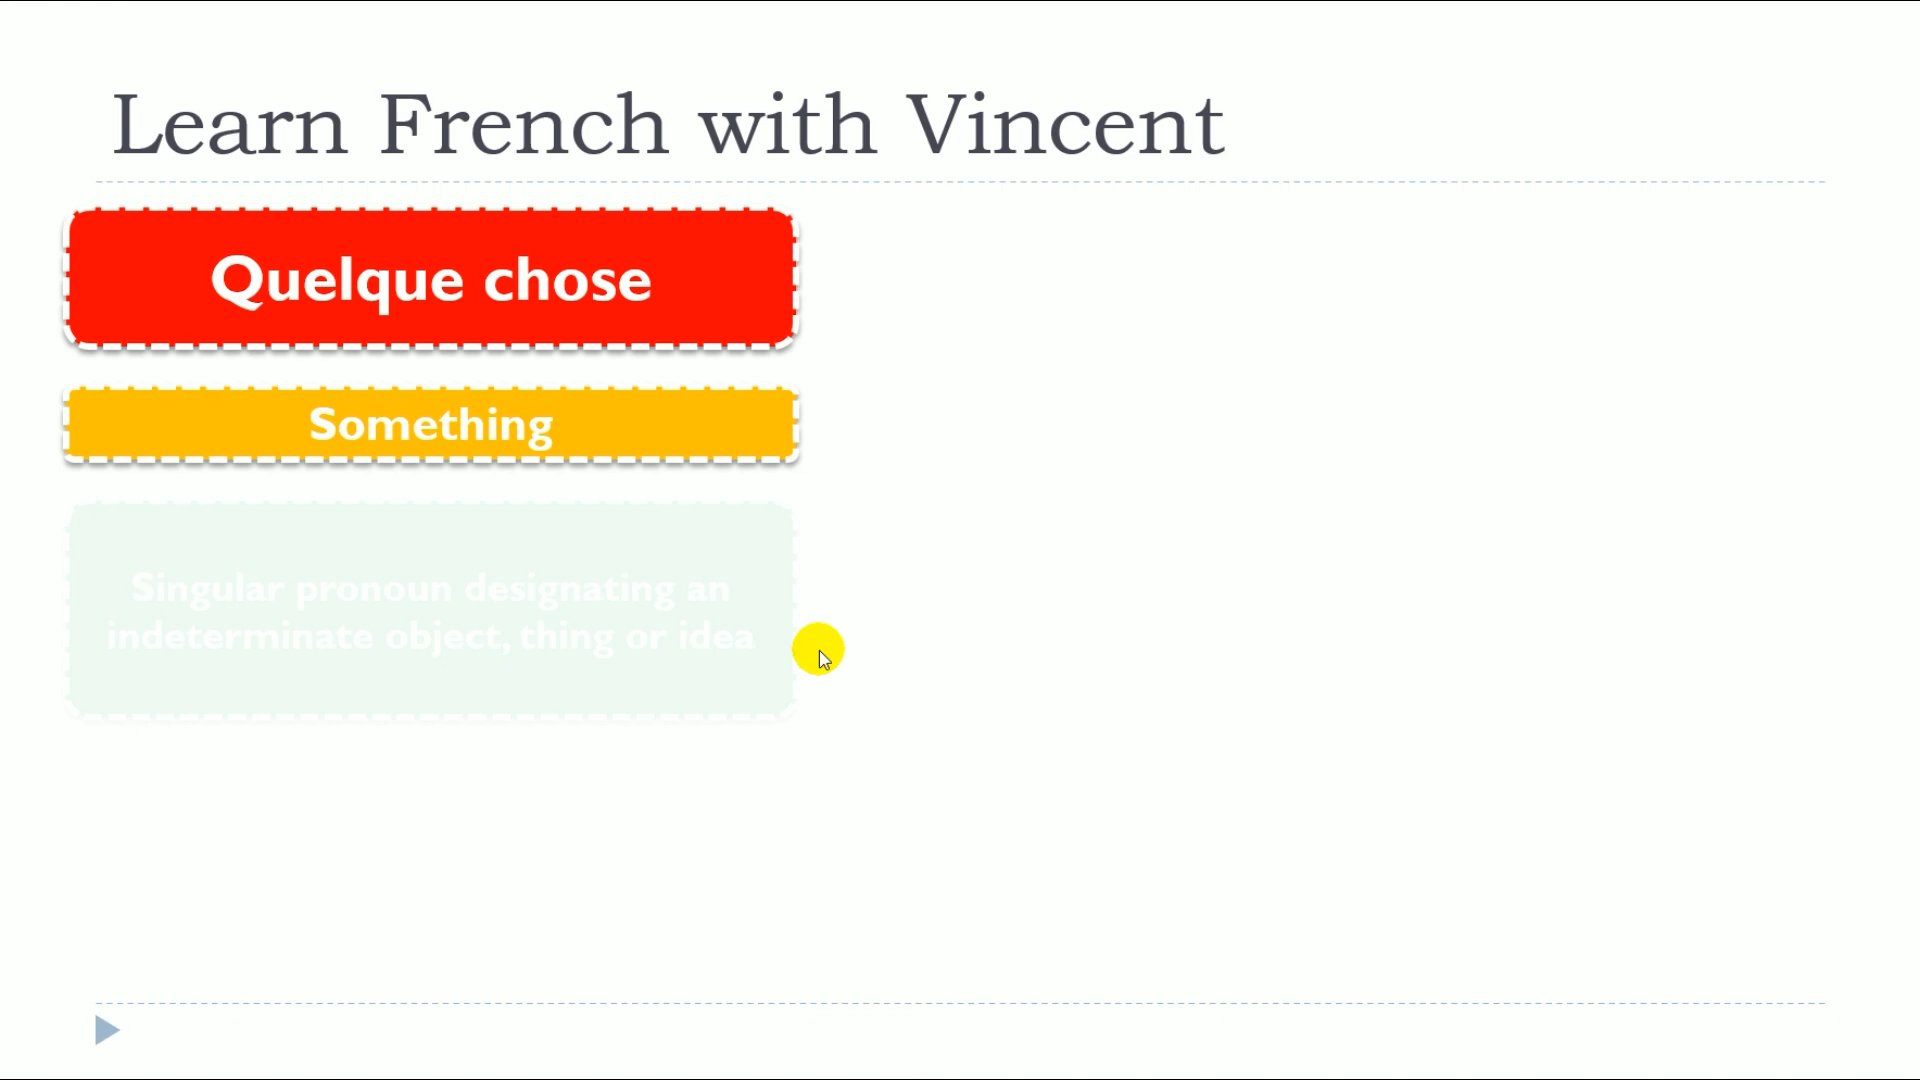 Learn French with Vincent
Quelque chose
Something
Singular pronoun designating an
indeterminate object, thing or idea